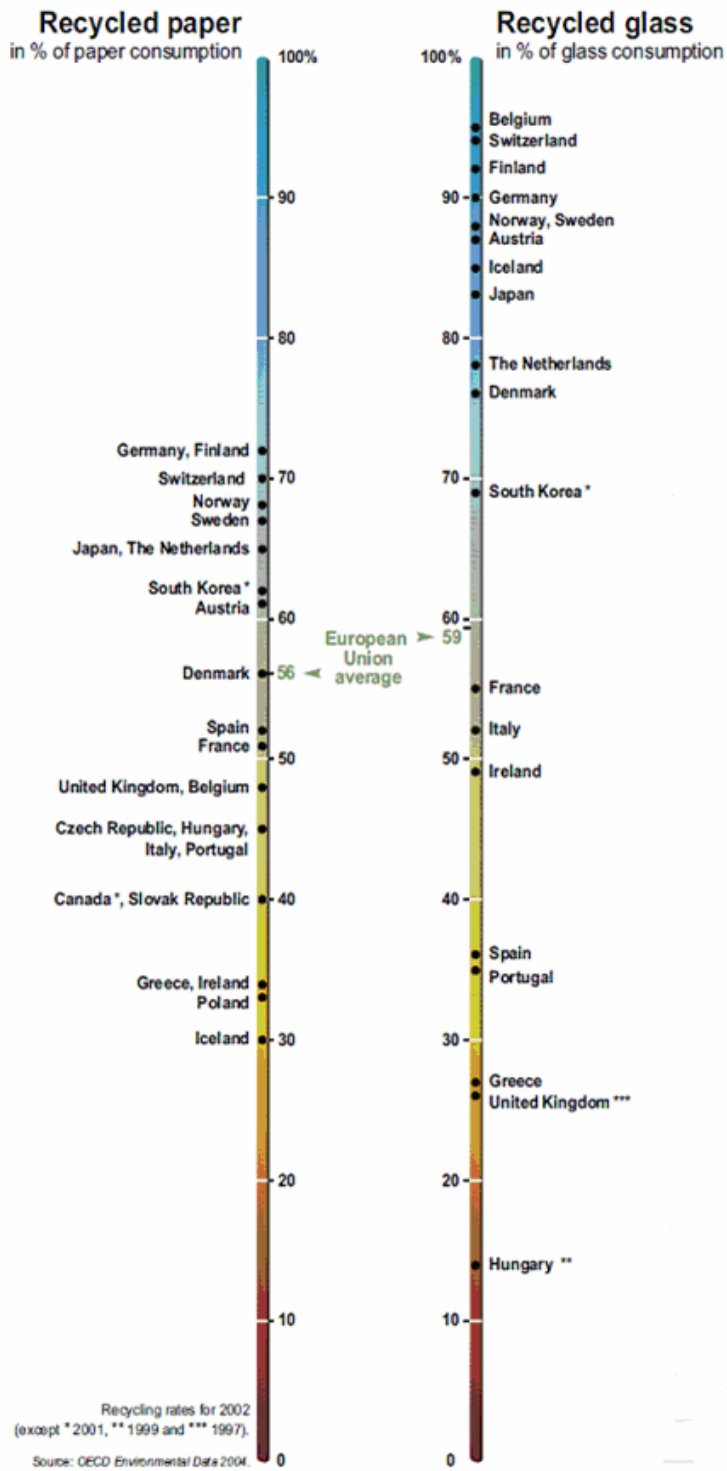 Recycled paper
in % of paper consumption
100%
90
80
Germany, Finland
Switzerland
70
Norway
Sweden
Japan, The Netherlands
South Korea *
Austria
60
Denmark
56
Spain
France
50
United Kingdom, Belgium
Czech Republic, Hungary,
Italy, Portugal
Canada *, Slovak Republic
40
Greece, Ireland
Poland
Iceland
30
20
10
0
European
Union
average
Recycled glass
in % of glass consumption
100%
Belgium
Switzerland
Finland
90
Germany
Norway, Sweden
Austria
Iceland
Japan
80
The Netherlands
Denmark
70
South Korea *
60
59
France
Italy
50
Ireland
40
Spain
Portugal
30
Greece
United Kingdom ***
20
Hungary **
10
0
Recycling rates for 2002
(except * 2001, ** 1999 and *** 1997).
Source: OECD Environmental Data 2004.